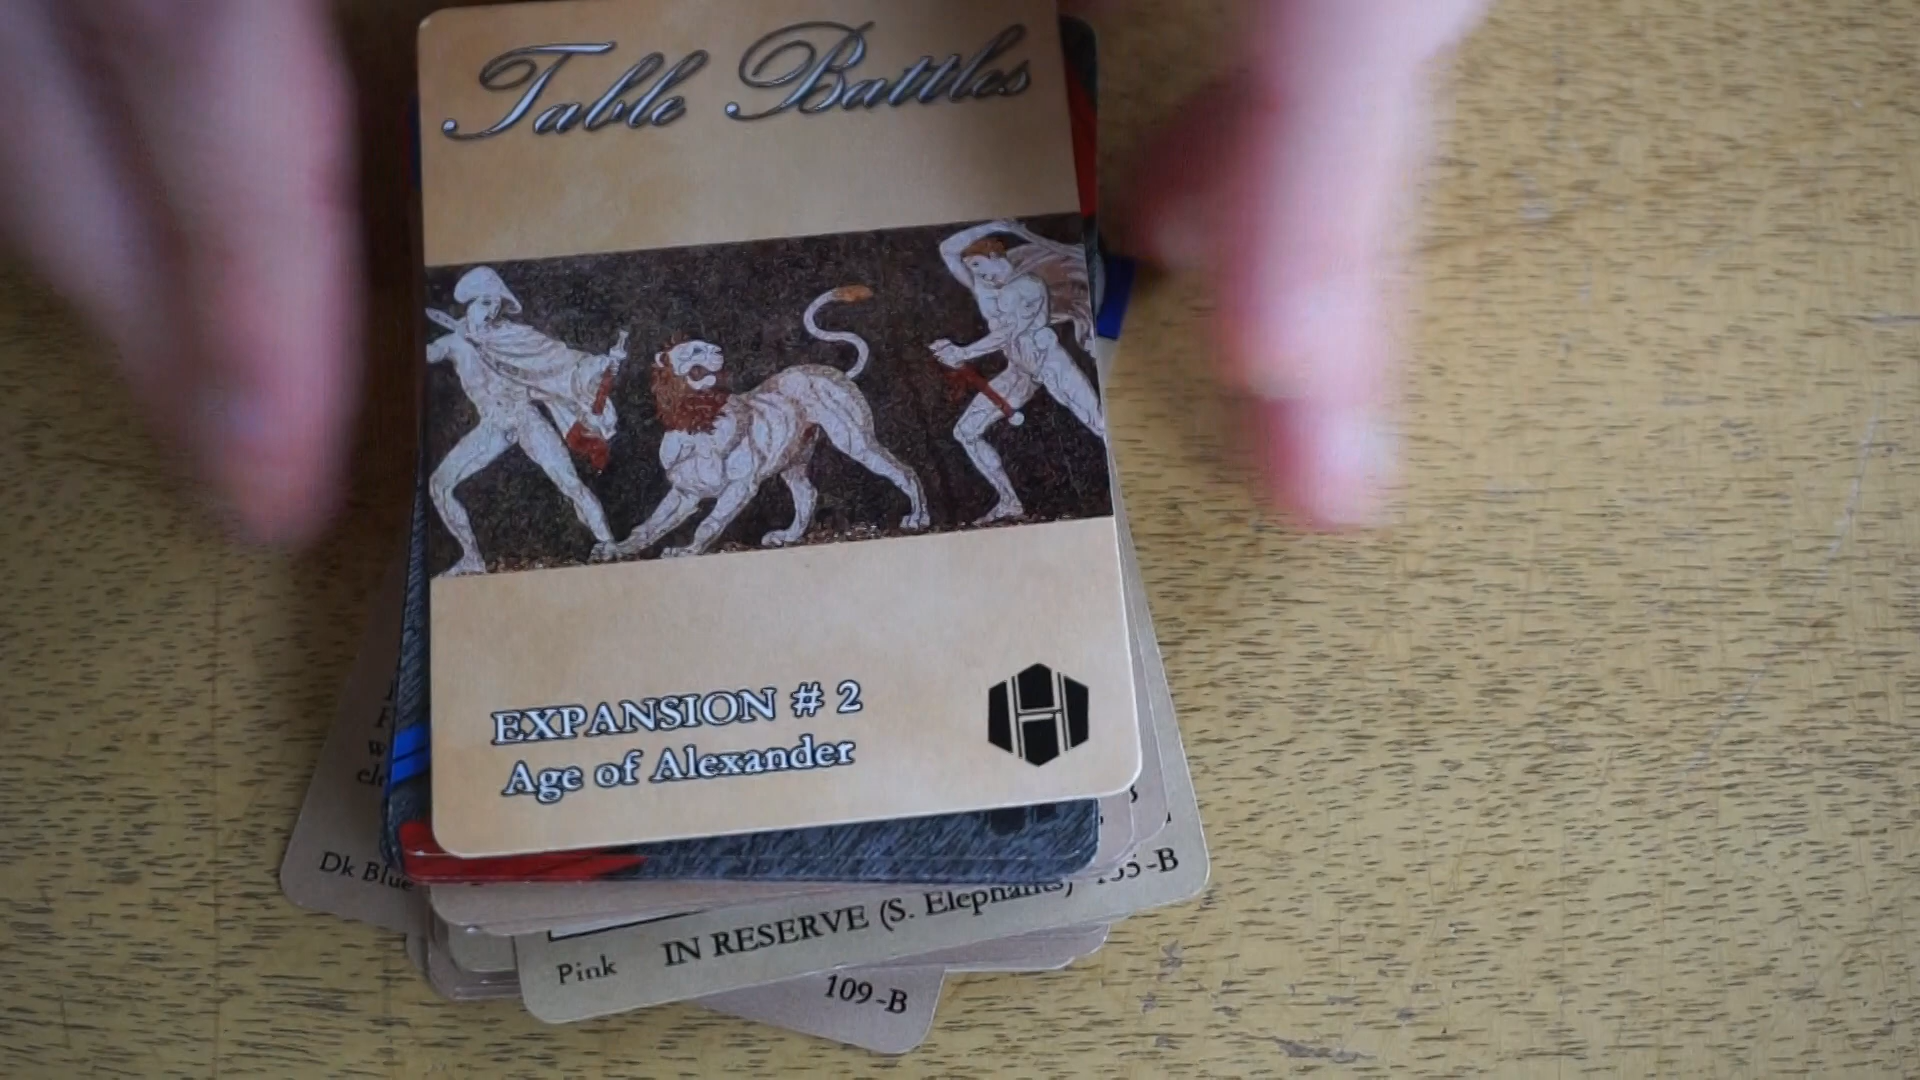 Table Battles
EXPANSION # 2
Age of Alexander
Dk Blue
Pink IN RESERVE (S. Elephants)
109-B